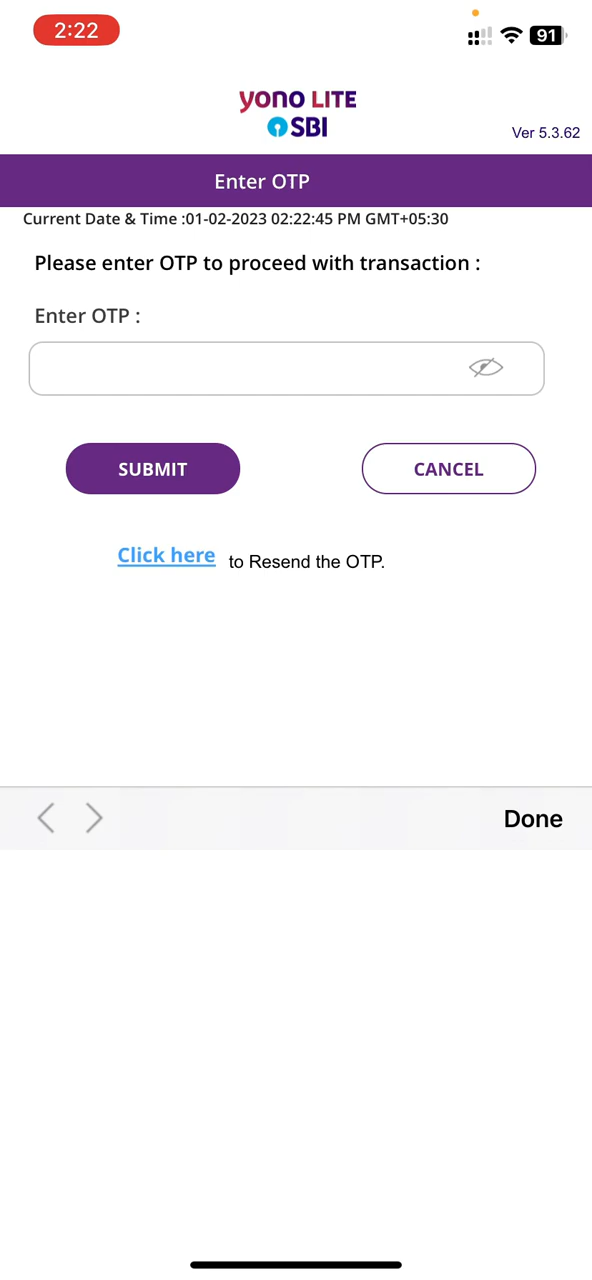 2:22
91
yono LITE
SBI
Ver 5.3.62
Enter OTP
Current Date & Time :01-02-2023 02:22:45 PM GMT+05:30
Please enter OTP to proceed with transaction :
Enter OTP :
SUBMIT
CANCEL
Click here to Resend the OTP.
Done